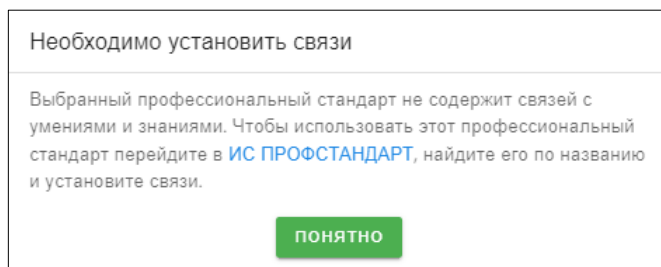 Необходимо установить связи
Выбранный профессиональный стандарт не содержит связей с
умениями и знаниями. Чтобы использовать этот профессиональный
стандарт перейдите в ИС ПРОФСТАНДАРТ, найдите его по названию
и установите связи.
ПОНЯТНО